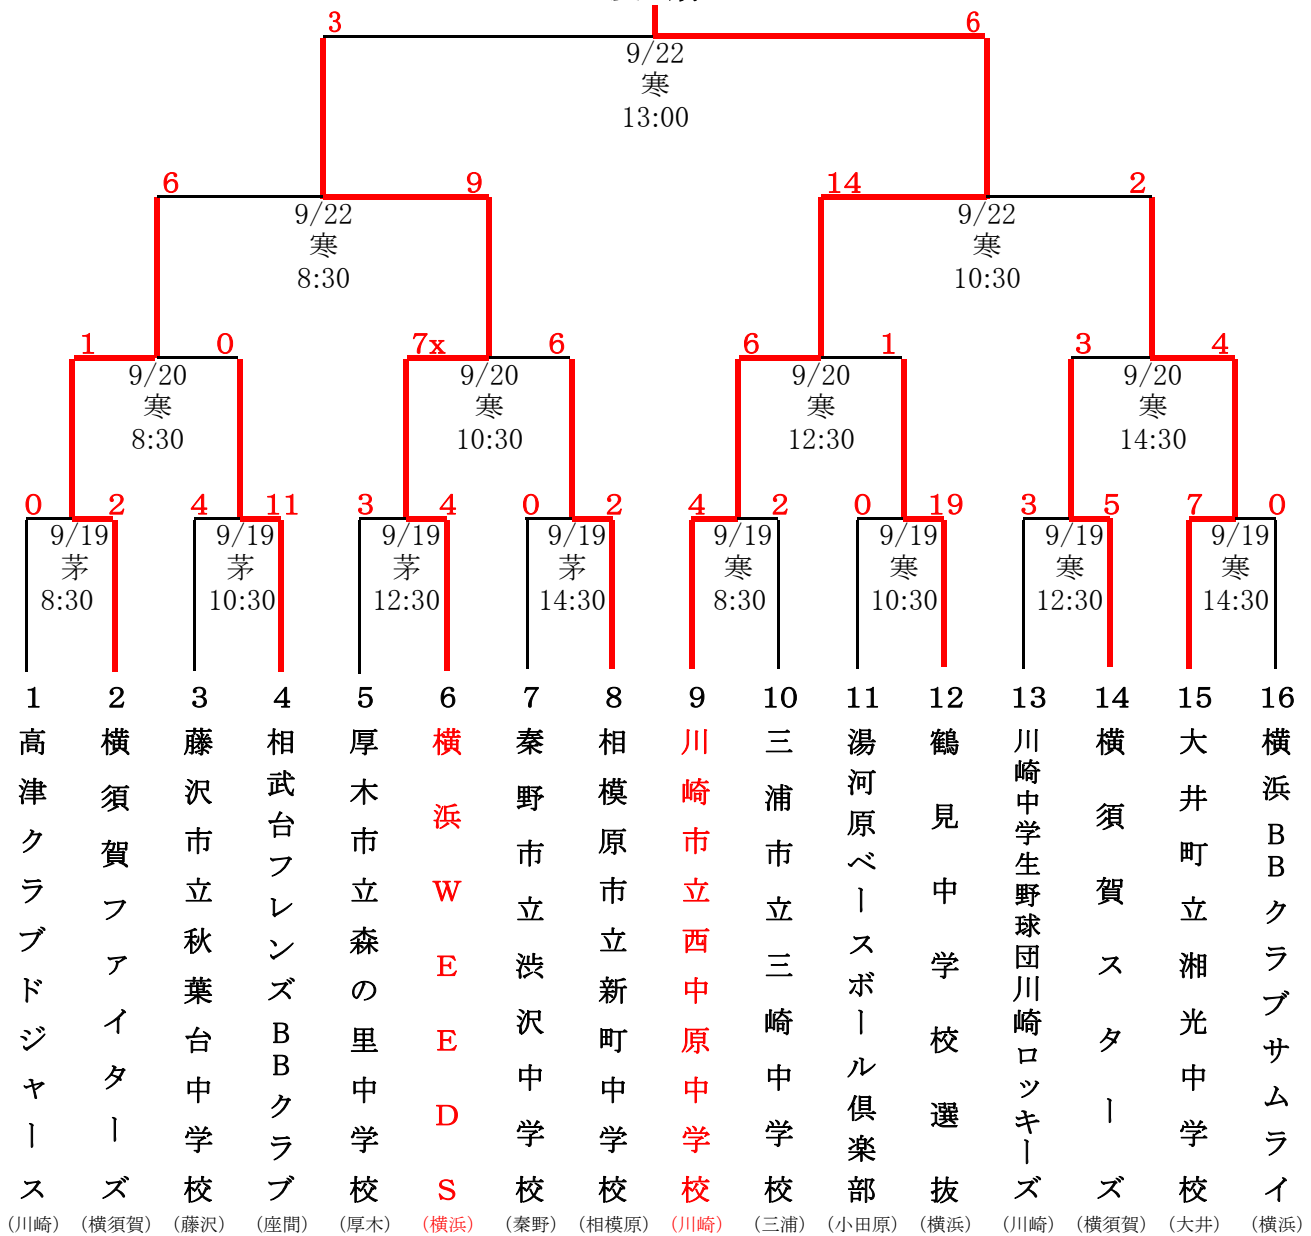 3 6
9/22
寒
13:00
6 9 14 2
9/22 9/22
寒 寒
8:30 10:30
1 0 7x 6 6 1 3 4
9/20 9/20 9/20 9/20
寒 寒 寒 寒
8:30 10:30 12:30 14:30
0 2 4 11 3 4 0 2 4 2 0 19 3 5 7 0
9/19 9/19 9/19 9/19 9/19 9/19 9/19 9/19
茅 茅 茅 茅 寒 寒 寒 寒
8:30 10:30 12:30 14:30 8:30 10:30 12:30 14:30
1 2 3 4 5 6 7 8 9 10 11 12 13 14 15 16
高津クラブドジャース
横須賀ファイターズ
藤沢市立秋葉台中学校
相武台フレンズBBクラブ
厚木市立森の里中学校
横浜WEEDS
秦野市立渋沢中学校
相模原市立新町中学校
川崎市立西中原中学校
三浦市立三崎中学校
湯河原ベースボール倶楽部
鶴見中学校選抜
川崎中学生野球団川崎ロッキーズ
横須賀スターズ
大井町立湘光中学校
横浜BBクラブサムライ
(川崎) (横須賀) (藤沢) (座間) (厚木) (横浜) (秦野) (相模原) (川崎) (三浦) (小田原) (横浜) (川崎) (横須賀) (大井) (横浜)